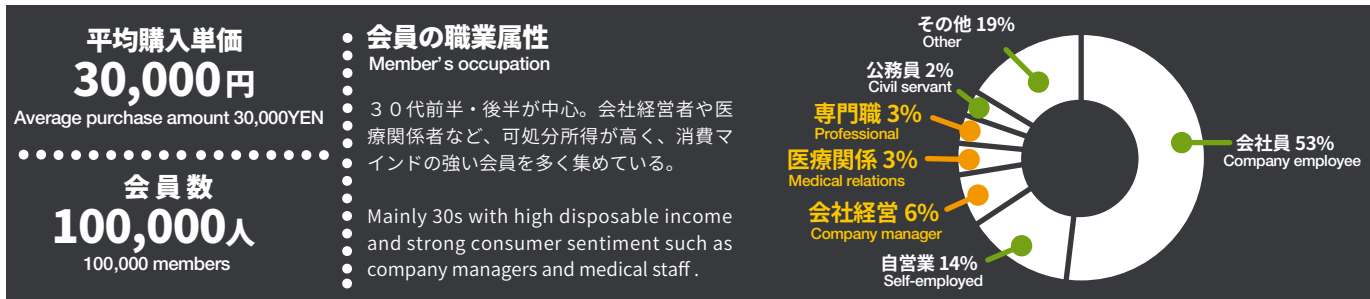 平均購入単価
30,000円
Average purchase amount 30,000YEN
会員数
100,000人
100,000 members
会員の職業属性
Member's occupation
３０代前半・後半が中心。会社経営者や医
療関係者など、可処分所得が高く、消費マ
インドの強い会員を多く集めている。
Mainly 30s with high disposable income
and strong consumer sentiment such as
company managers and medical staff .
その他 19%
Other
公務員 2%
Civil servant
専門職 3%
Professional
医療関係 3%
Medical relations
会社経営 6%
Company manager
自営業 14%
Self-employed
会社員 53%
Company employee